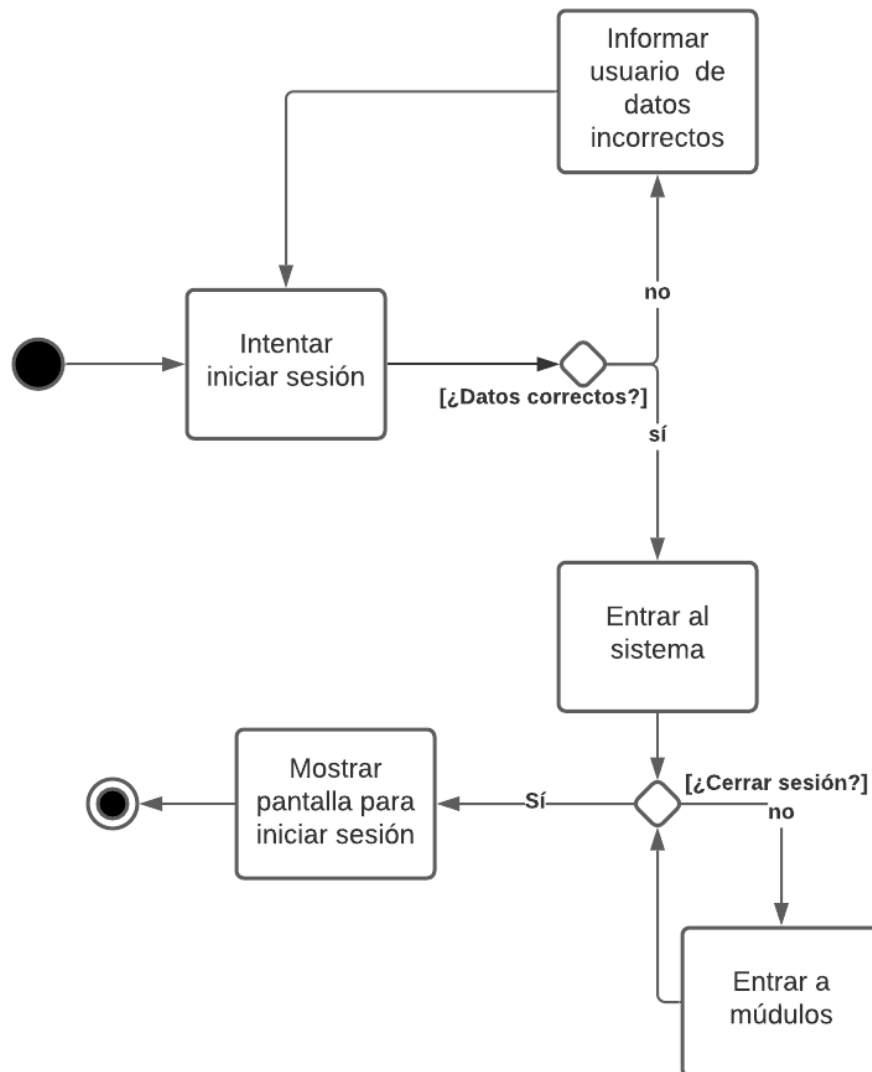 Informar
usuario de
datos
incorrectos
no
Intentar
iniciar sesión
[¿Datos correctos?]
sí
Entrar al
sistema
Mostrar
pantalla para
iniciar sesión
Sí
[¿Cerrar sesión?]
no
Entrar a
múdulos